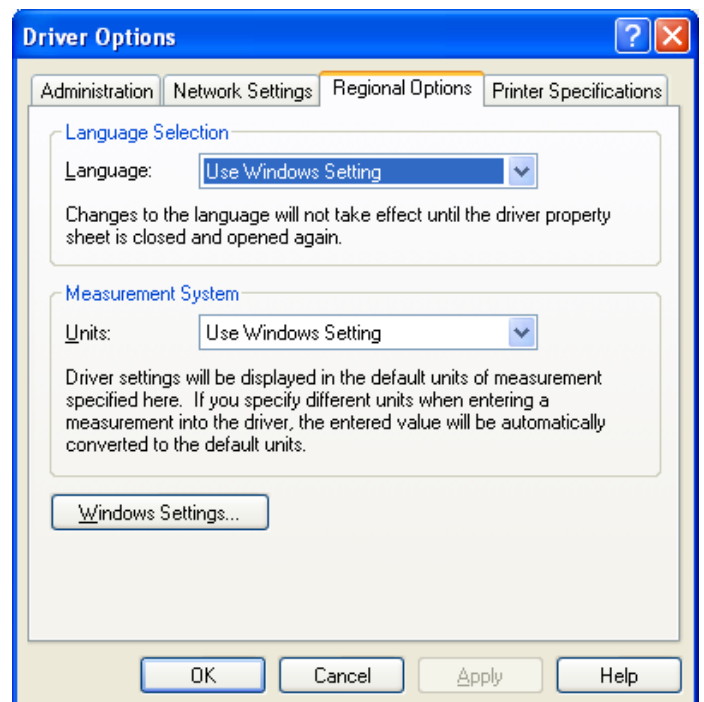 Driver Options
Administration Network Settings Regional Options Printer Specifications
Language Selection
Language: Use Windows Setting
Changes to the language will not take effect until the driver property
sheet is closed and opened again.
Measurement System
Units: Use Windows Setting
Driver settings will be displayed in the default units of measurement
specified here.  If you specify different units when entering a
measurement into the driver, the entered value will be automatically
converted to the default units.
Windows Settings...
OK Cancel Apply Help